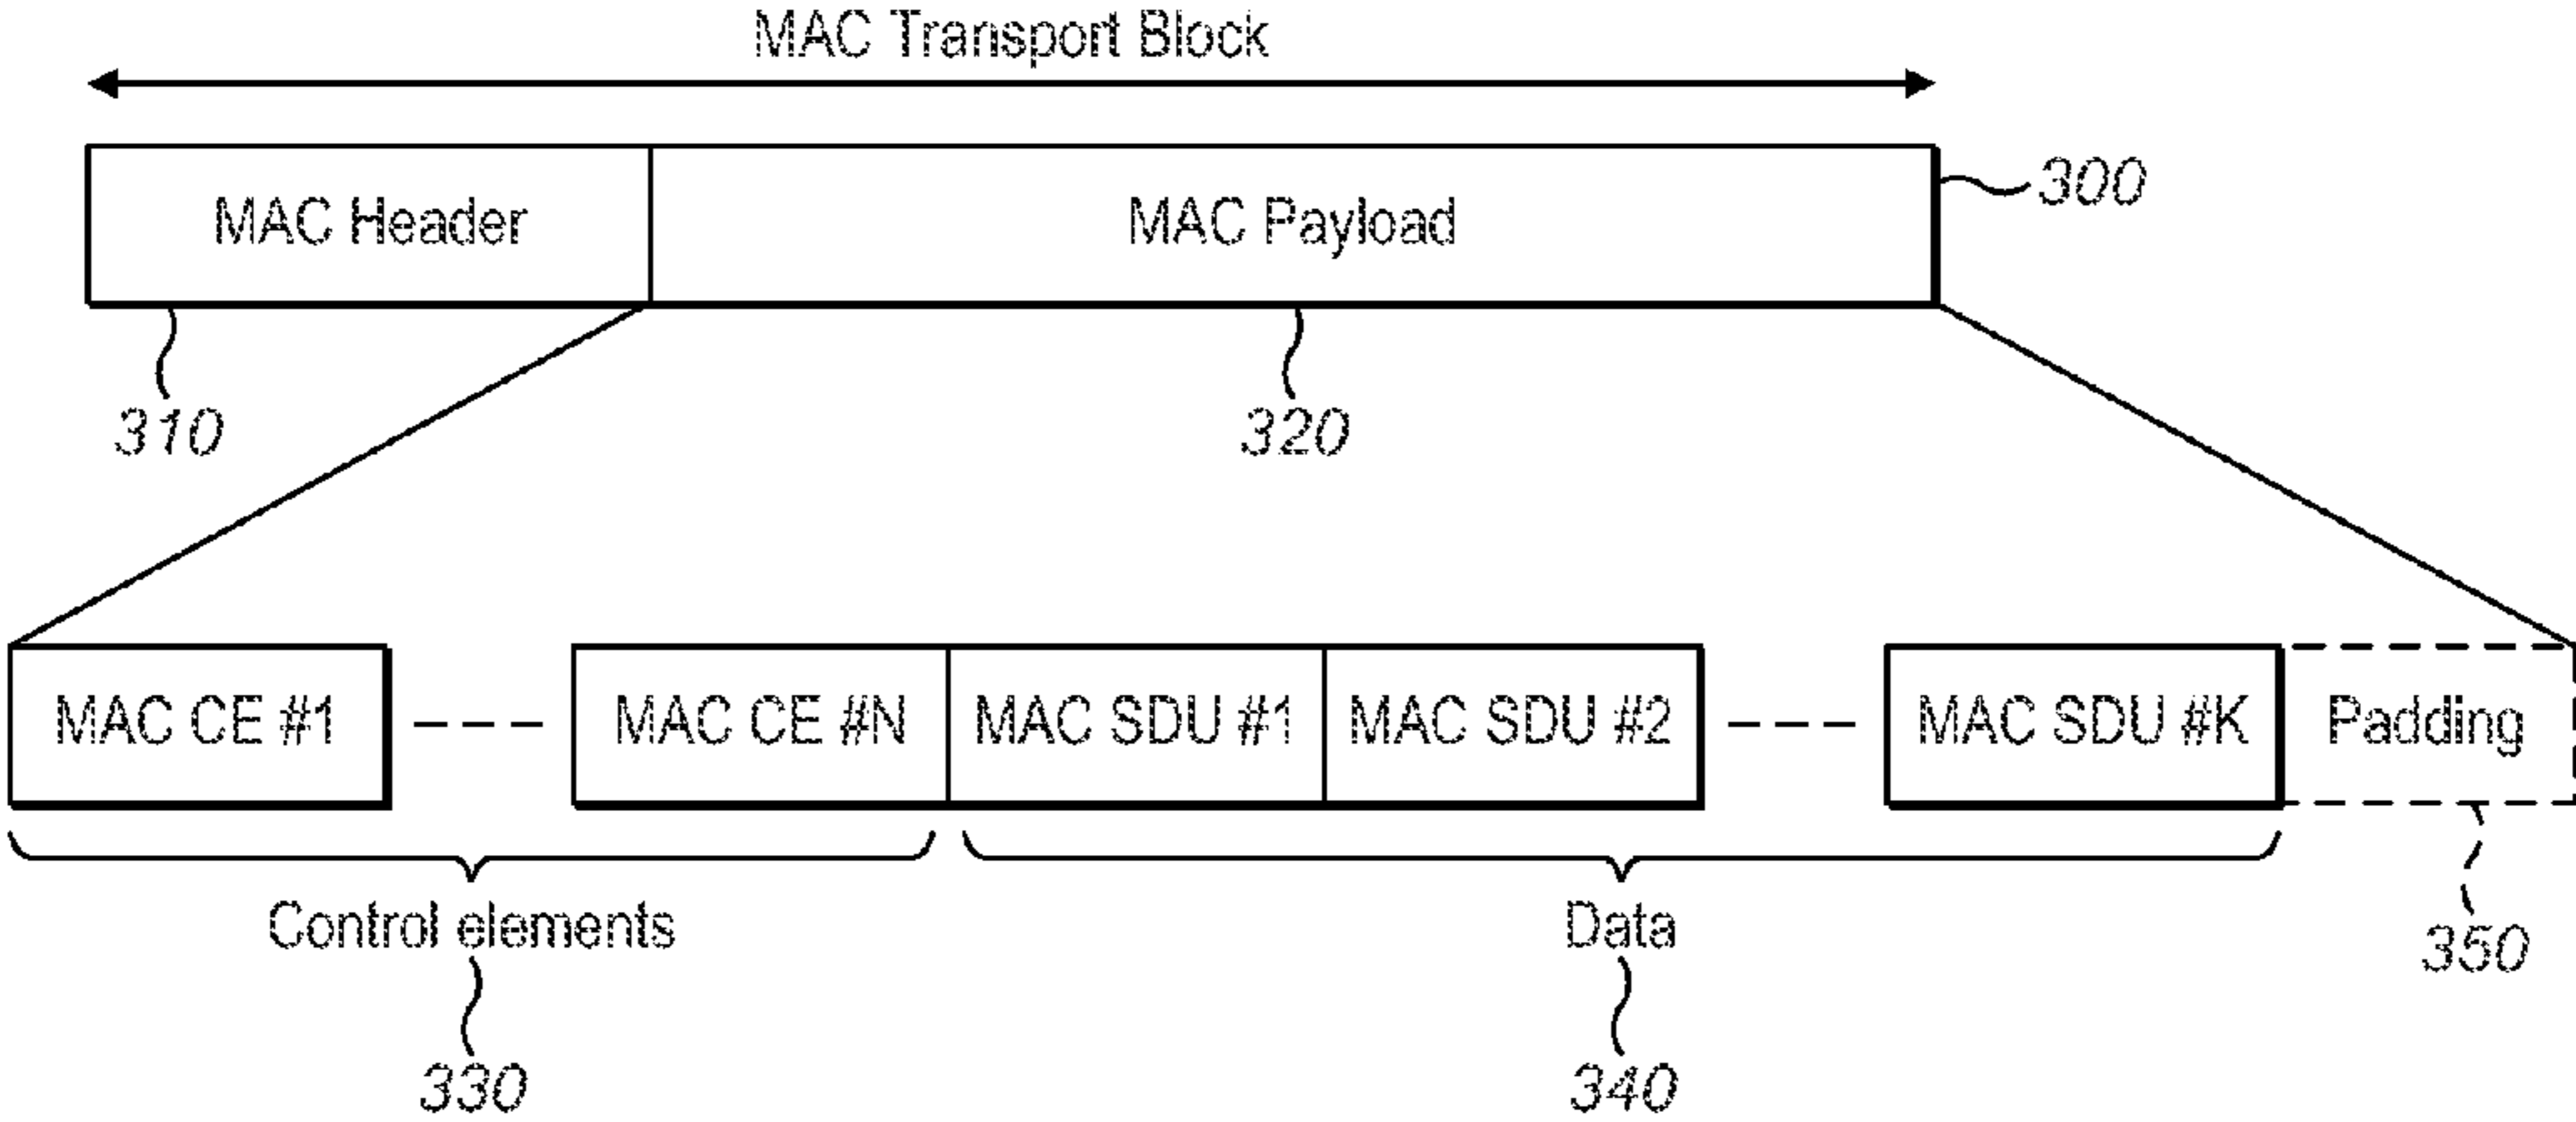 MAC Transport Block
MAC Header
MAC Payload
300
310
320
MAC CE #1
MAC CE #N
MAC SDU #1
MAC SDU #2
MAC SDU #K
Padding
Control elements
Data
350
330
340